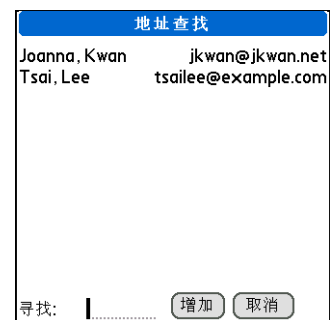 地址查找
Joanna, Kwan jkwan@jkwan.net
Tsai, Lee tsailee@example.com
寻找: 增加 取消